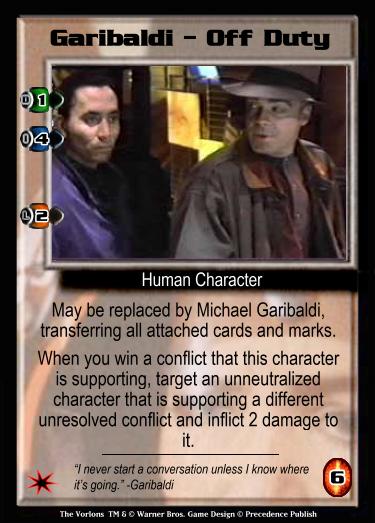 Garibaldi - Off Duty
D 1
I 4
L 2
Human Character
May be replaced by Michael Garibaldi,
transferring all attached cards and marks.
When you win a conflict that this character
is supporting, target an unneutralized
character that is supporting a different
unresolved conflict and inflict 2 damage to
it.
“I never start a conversation unless I know where
it’s going.” -Garibaldi
6
The Vorlons TM & © Warner Bros. Game Design © Precedence Publish